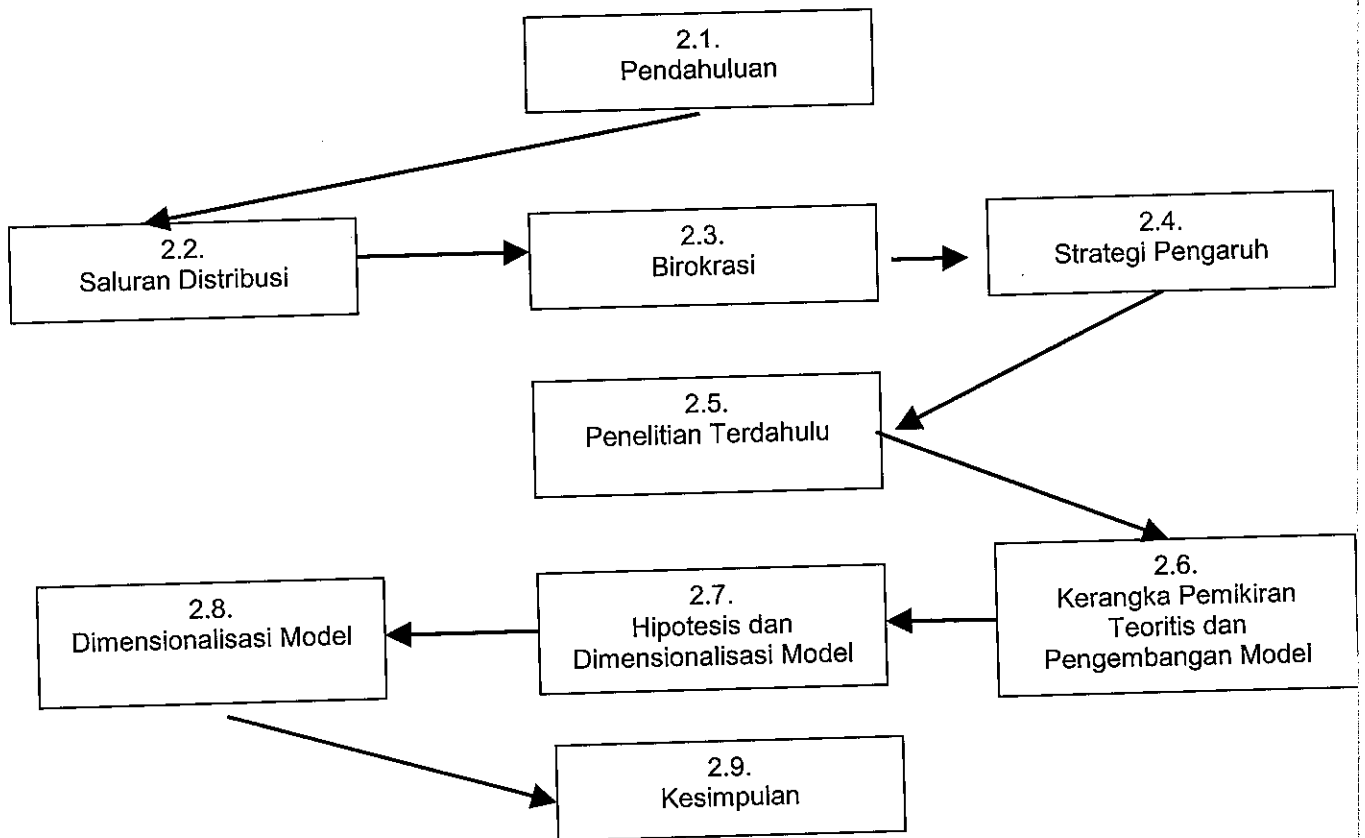 2.1.
Pendahuluan
2.2.
Saluran Distribusi
2.3.
Birokrasi
2.4.
Strategi Pengaruh
2.5.
Penelitian Terdahulu
2.6.
Kerangka Pemikiran
Teoritis dan
Pengembangan Model
2.7.
Hipotesis dan
Dimensionalisasi Model
2.8.
Dimensionalisasi Model
2.9.
Kesimpulan